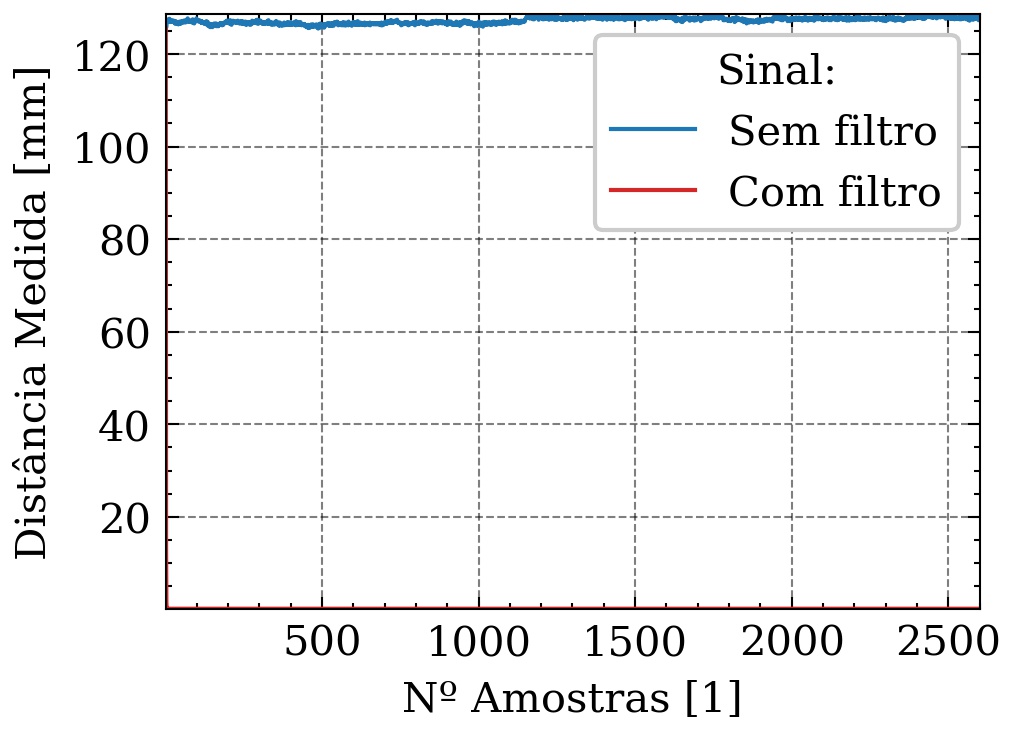 Distância Medida [mm]
120
100
80
60
40
20
Sinal:
Sem filtro
Com filtro
500 1000 1500 2000 2500
Nº Amostras [1]